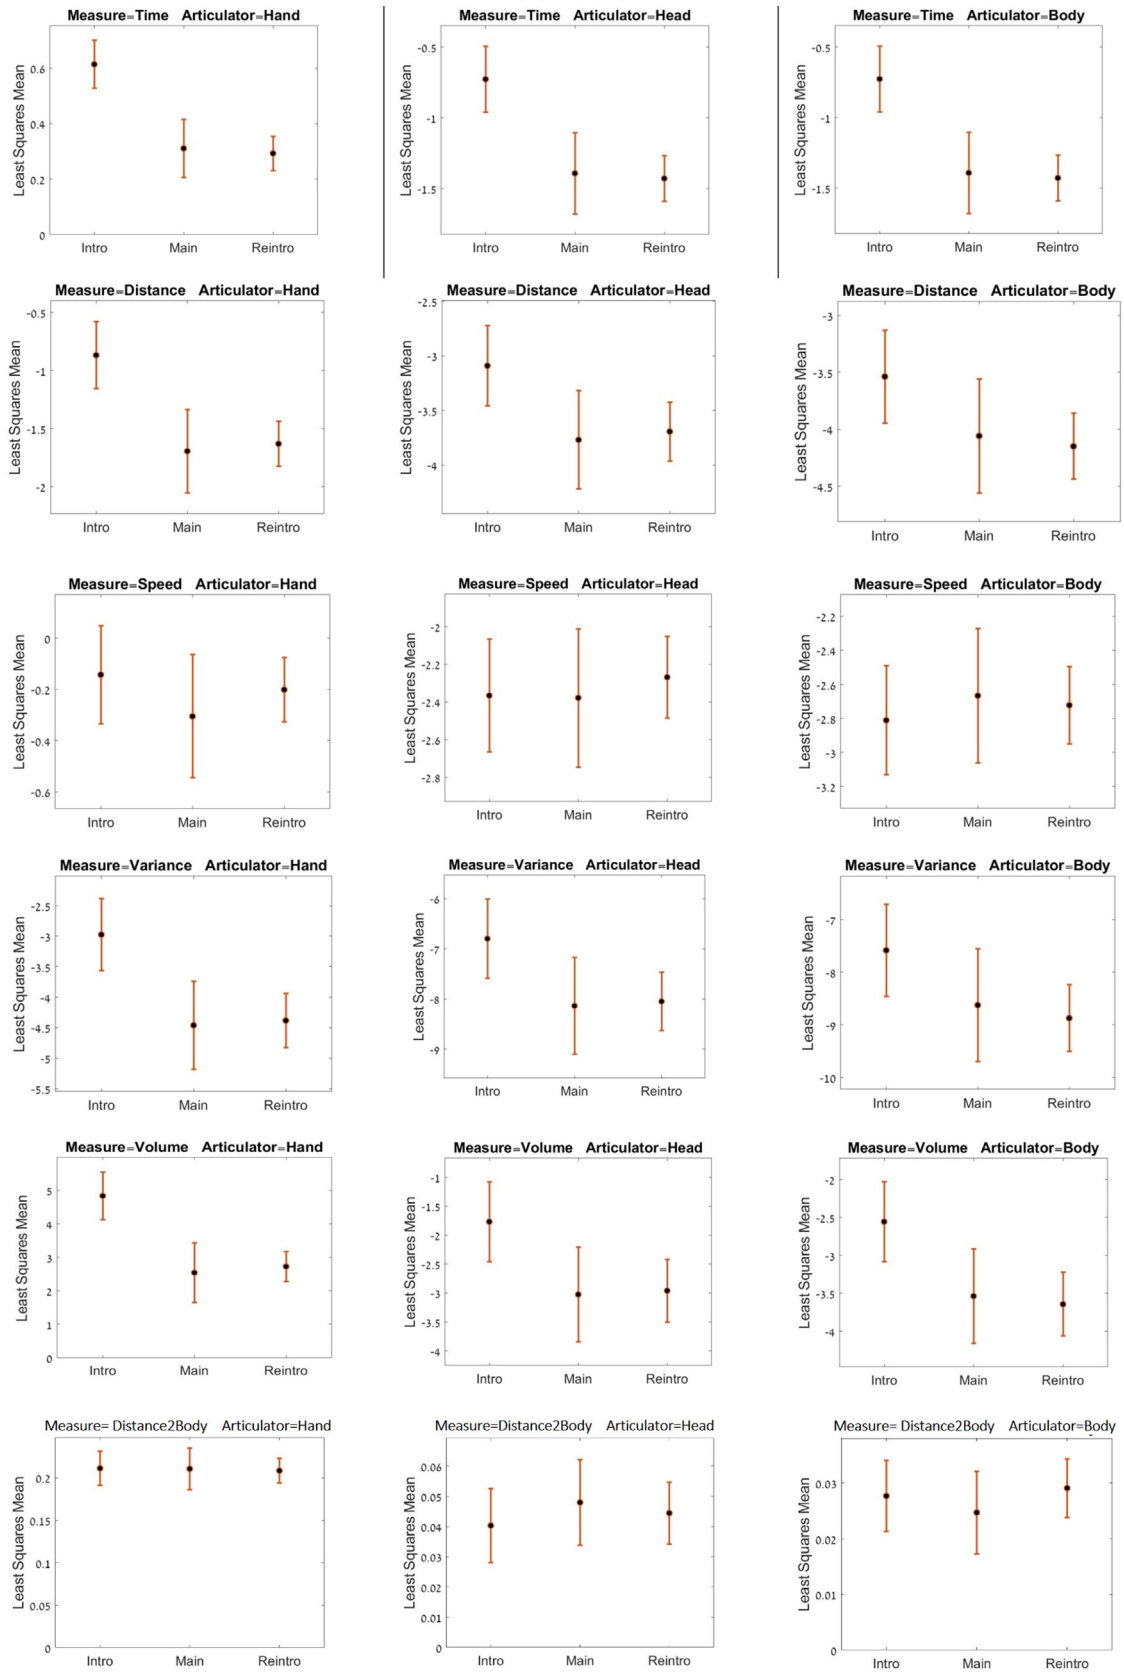 Measure=Time Articulator=Hand
Least Squares Mean
0.6
0.4
0.2
0
Intro Main Reintro
Measure=Time Articulator=Head
Least Squares Mean
-0.5
-1
-1.5
Intro Main Reintro
Measure=Time Articulator=Body
Least Squares Mean
-0.5
-1
-1.5
Intro Main Reintro
Measure=Distance Articulator=Hand
Least Squares Mean
-0.5
-1
-1.5
-2
Intro Main Reintro
Measure=Distance Articulator=Head
Least Squares Mean
-2.5
-3
-3.5
-4
Intro Main Reintro
Measure=Distance Articulator=Body
Least Squares Mean
-3
-3.5
-4
-4.5
Intro Main Reintro
Measure=Speed Articulator=Hand
Least Squares Mean
0
-0.2
-0.4
-0.6
Intro Main Reintro
Measure=Speed Articulator=Head
Least Squares Mean
-2
-2.2
-2.4
-2.6
-2.8
Intro Main Reintro
Measure=Speed Articulator=Body
Least Squares Mean
-2.2
-2.4
-2.6
-2.8
-3
-3.2
Intro Main Reintro
Measure=Variance Articulator=Hand
Least Squares Mean
-2.5
-3
-3.5
-4
-4.5
-5
-5.5
Intro Main Reintro
Measure=Variance Articulator=Head
Least Squares Mean
-6
-7
-8
-9
Intro Main Reintro
Measure=Variance Articulator=Body
Least Squares Mean
-7
-8
-9
-10
Intro Main Reintro
Measure=Volume Articulator=Hand
Least Squares Mean
5
4
3
2
1
0
Intro Main Reintro
Measure=Volume Articulator=Head
Least Squares Mean
-1
-1.5
-2
-2.5
-3
-3.5
-4
Intro Main Reintro
Measure=Volume Articulator=Body
Least Squares Mean
-2
-2.5
-3
-3.5
-4
Intro Main Reintro
Measure= Distance2Body Articulator=Hand
Least Squares Mean
0.2
0.15
0.1
0.05
0
Intro Main Reintro
Measure=Distance2Body Articulator=Head
Least Squares Mean
0.06
0.05
0.04
0.03
0.02
0.01
0
Intro Main Reintro
Measure= Distance2Body Articulator=Body
Least Squares Mean
0.03
0.02
0.01
0
Intro Main Reintro